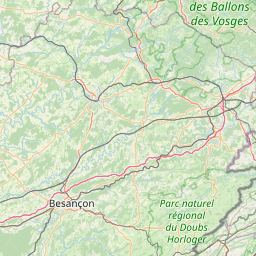 des Ballons
des Vosges
Besançon
Parc naturel
régional
du Doubs
Horloger